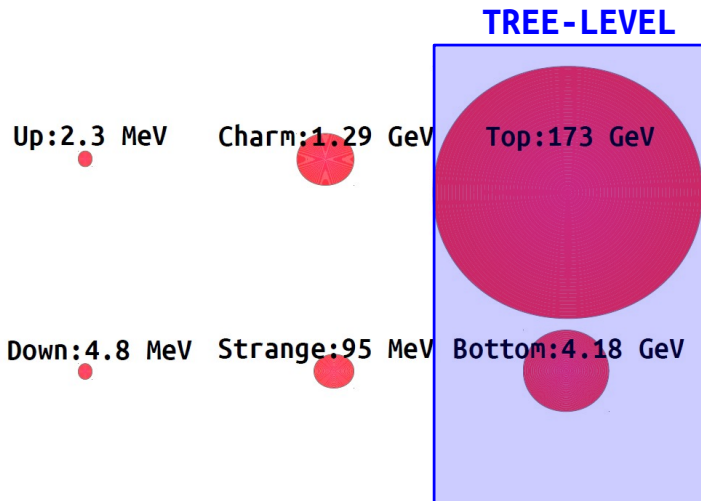 TREE-LEVEL
Up:2.3 MeV
Charm:1.29 GeV
Top:173 GeV
Down:4.8 MeV
Strange:95 MeV
Bottom:4.18 GeV